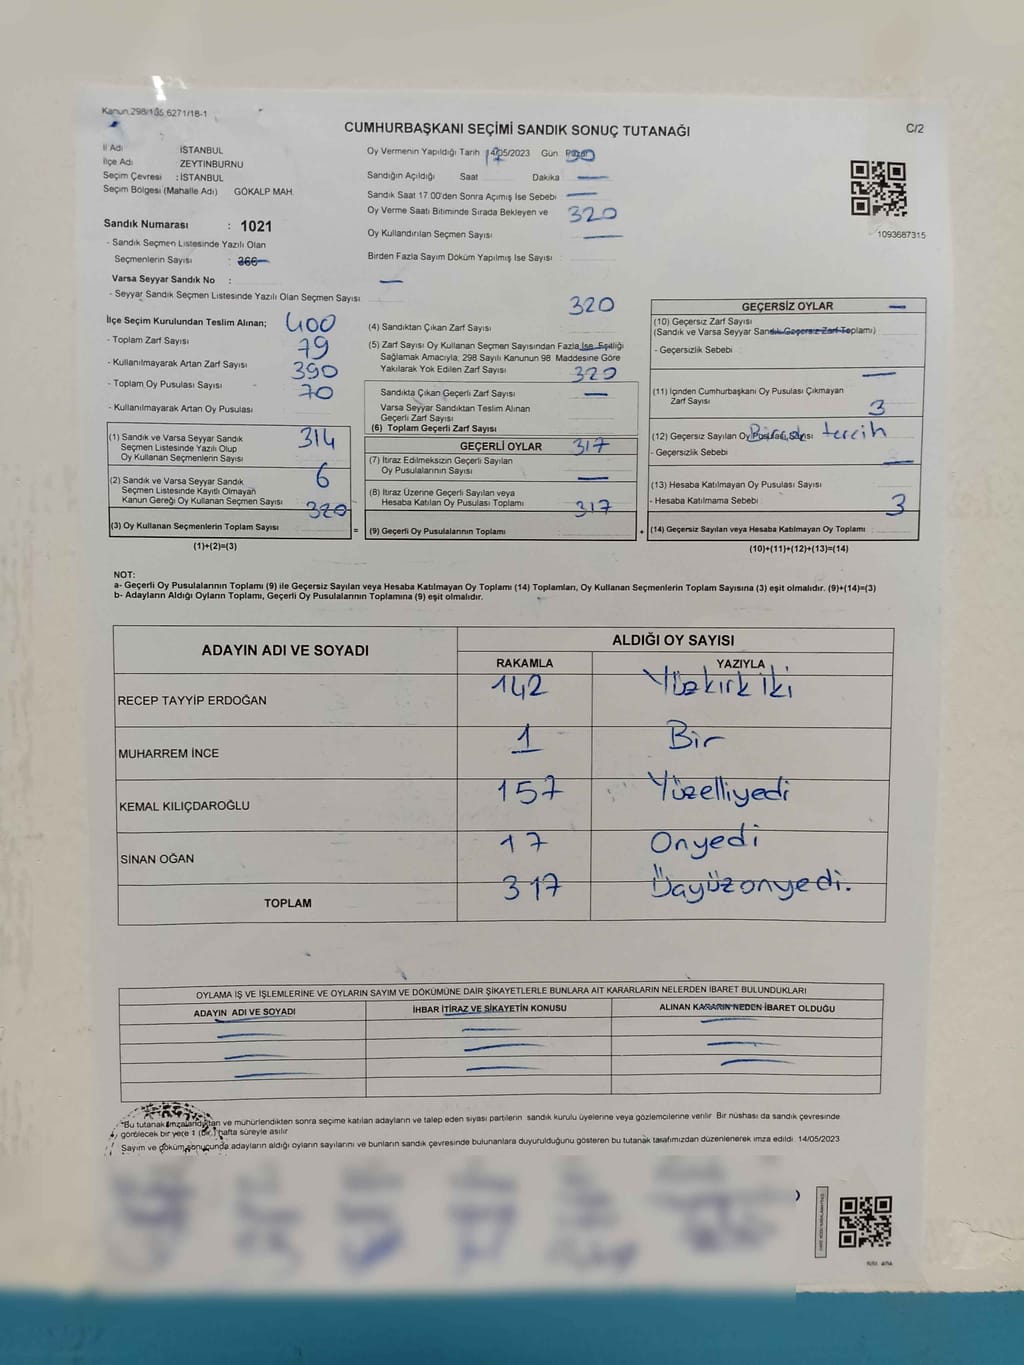 Kanun.298/135 6271/18-1
CUMHURBAŞKANI SEÇİMİ SANDIK SONUÇ TUTANAĞI
C/2
İl Adı İSTANBUL
İlçe Adı : ZEYTINBURNU
Seçim Çevresi : İSTANBUL
Seçim Bölgesi (Mahalle Adı) GÖKALP MAH.
Sandık Numarası : 1021
- Sandık Seçmen Listesinde Yazılı Olan
Seçmenlerin Sayısı : 366
Varsa Seyyar Sandık No :
- Seyyar Sandık Seçmen Listesinde Yazılı Olan Seçmen Sayısı
Oy Vermenin Yapıldığı Tarih 14/05/2023 Gün Pazar
Sandığın Açıldığı Saat Dakika
Sandık Saat 17.00'den Sonra Açımış İse Sebebi
Oy Verme Saati Bitiminde Sırada Bekleyen ve 320
Oy Kullandırılan Seçmen Sayısı
Birden Fazla Sayım Döküm Yapılmış İse Sayısı
1093687315
İlçe Seçim Kurulundan Teslim Alınan; 400
- Toplam Zarf Sayısı 79
- Kullanılmayarak Artan Zarf Sayısı 390
- Toplam Oy Pusulası Sayısı 70
- Kullanılmayarak Artan Oy Pusulası
(1) Sandık ve Varsa Seyyar Sandık 314
Seçmen Listesinde Yazılı Olup
Oy Kullanan Seçmenlerin Sayısı
(2) Sandık ve Varsa Seyyar Sandık 6
Seçmen Listesinde Kayıtlı Olmayan
Kanun Gereği Oy Kullanan Seçmen Sayısı 320
(3) Oy Kullanan Seçmenlerin Toplam Sayısı
(1)+(2)=(3)
=
320
(4) Sandıktan Çıkan Zarf Sayısı
(5) Zarf Sayısı Oy Kullanan Seçmen Sayısından Fazla İse, Eşitliği
Sağlamak Amacıyla; 298 Sayılı Kanunun 98. Maddesine Göre
Yakılarak Yok Edilen Zarf Sayısı 320
Sandıkta Çıkan Geçerli Zarf Sayısı
Varsa Seyyar Sandıktan Teslim Alınan
Geçerli Zarf Sayısı
(6) Toplam Geçerli Zarf Sayısı
GEÇERLİ OYLAR 317
(7) İtiraz Edilmeksizin Geçerli Sayılan
Oy Pusulalarının Sayısı
(8) İtiraz Üzerine Geçerli Sayılan veya
Hesaba Katılan Oy Pusulası Toplamı 317
(9) Geçerli Oy Pusulalarının Toplamı
+
GEÇERSİZ OYLAR
(10) Geçersiz Zarf Sayısı
(Sandık ve Varsa Seyyar Sandık Geçersiz Zarf Toplamı)
- Geçersizlik Sebebi
(11) İçinden Cumhurbaşkanı Oy Pusulası Çıkmayan
Zarf Sayısı 3
(12) Geçersiz Sayılan Oy Pusulası Sayısı tercih
- Geçersizlik Sebebi
(13) Hesaba Katılmayan Oy Pusulası Sayısı
- Hesaba Katılmama Sebebi 3
(14) Geçersiz Sayılan veya Hesaba Katılmayan Oy Toplamı
(10)+(11)+(12)+(13)=(14)
NOT:
a- Geçerli Oy Pusulalarının Toplamı (9) ile Geçersiz Sayılan veya Hesaba Katılmayan Oy Toplamı (14) Toplamları, Oy Kullanan Seçmenlerin Toplam Sayısına (3) eşit olmalıdır. (9)+(14)=(3)
b- Adayların Aldığı Oyların Toplamı, Geçerli Oy Pusulalarının Toplamına (9) eşit olmalıdır.
ADAYIN ADI VE SOYADI
ALDIĞI OY SAYISI
RAKAMLA YAZIYLA
RECEP TAYYİP ERDOĞAN 142 Yüzkırk iki
MUHARREM İNCE 1 Bir
KEMAL KILIÇDAROĞLU 157 Yüzelliyedi
SİNAN OĞAN 17 Onyedi
TOPLAM 317 Üçyüzonyedi.
OYLAMA İŞ VE İŞLEMLERİNE VE OYLARIN SAYIM VE DÖKÜMÜNE DAİR ŞİKAYETLERLE BUNLARA AİT KARARLARIN NELERDEN İBARET BULUNDUKLARI
ADAYIN ADI VE SOYADI
İHBAR İTİRAZ VE ŞİKAYETİN KONUSU
ALINAN KARARIN NEDEN İBARET OLDUĞU
*Bu tutanak imzalandıktan ve mühürlendikten sonra seçime katılan adayların ve talep eden siyasi partilerin sandık kurulu üyelerine veya gözlemcilerine verilir Bir nüshası da sandık çevresinde
görülecek bir yere 1 (bir) hafta süreyle asılır
Sayım ve döküm sonucunda adayların aldığı oyların sayılarını ve bunların sandık çevresinde bulunanlara duyurulduğunu gösteren bu tutanak tarafımızdan düzenlenerek imza edildi 14/05/2023